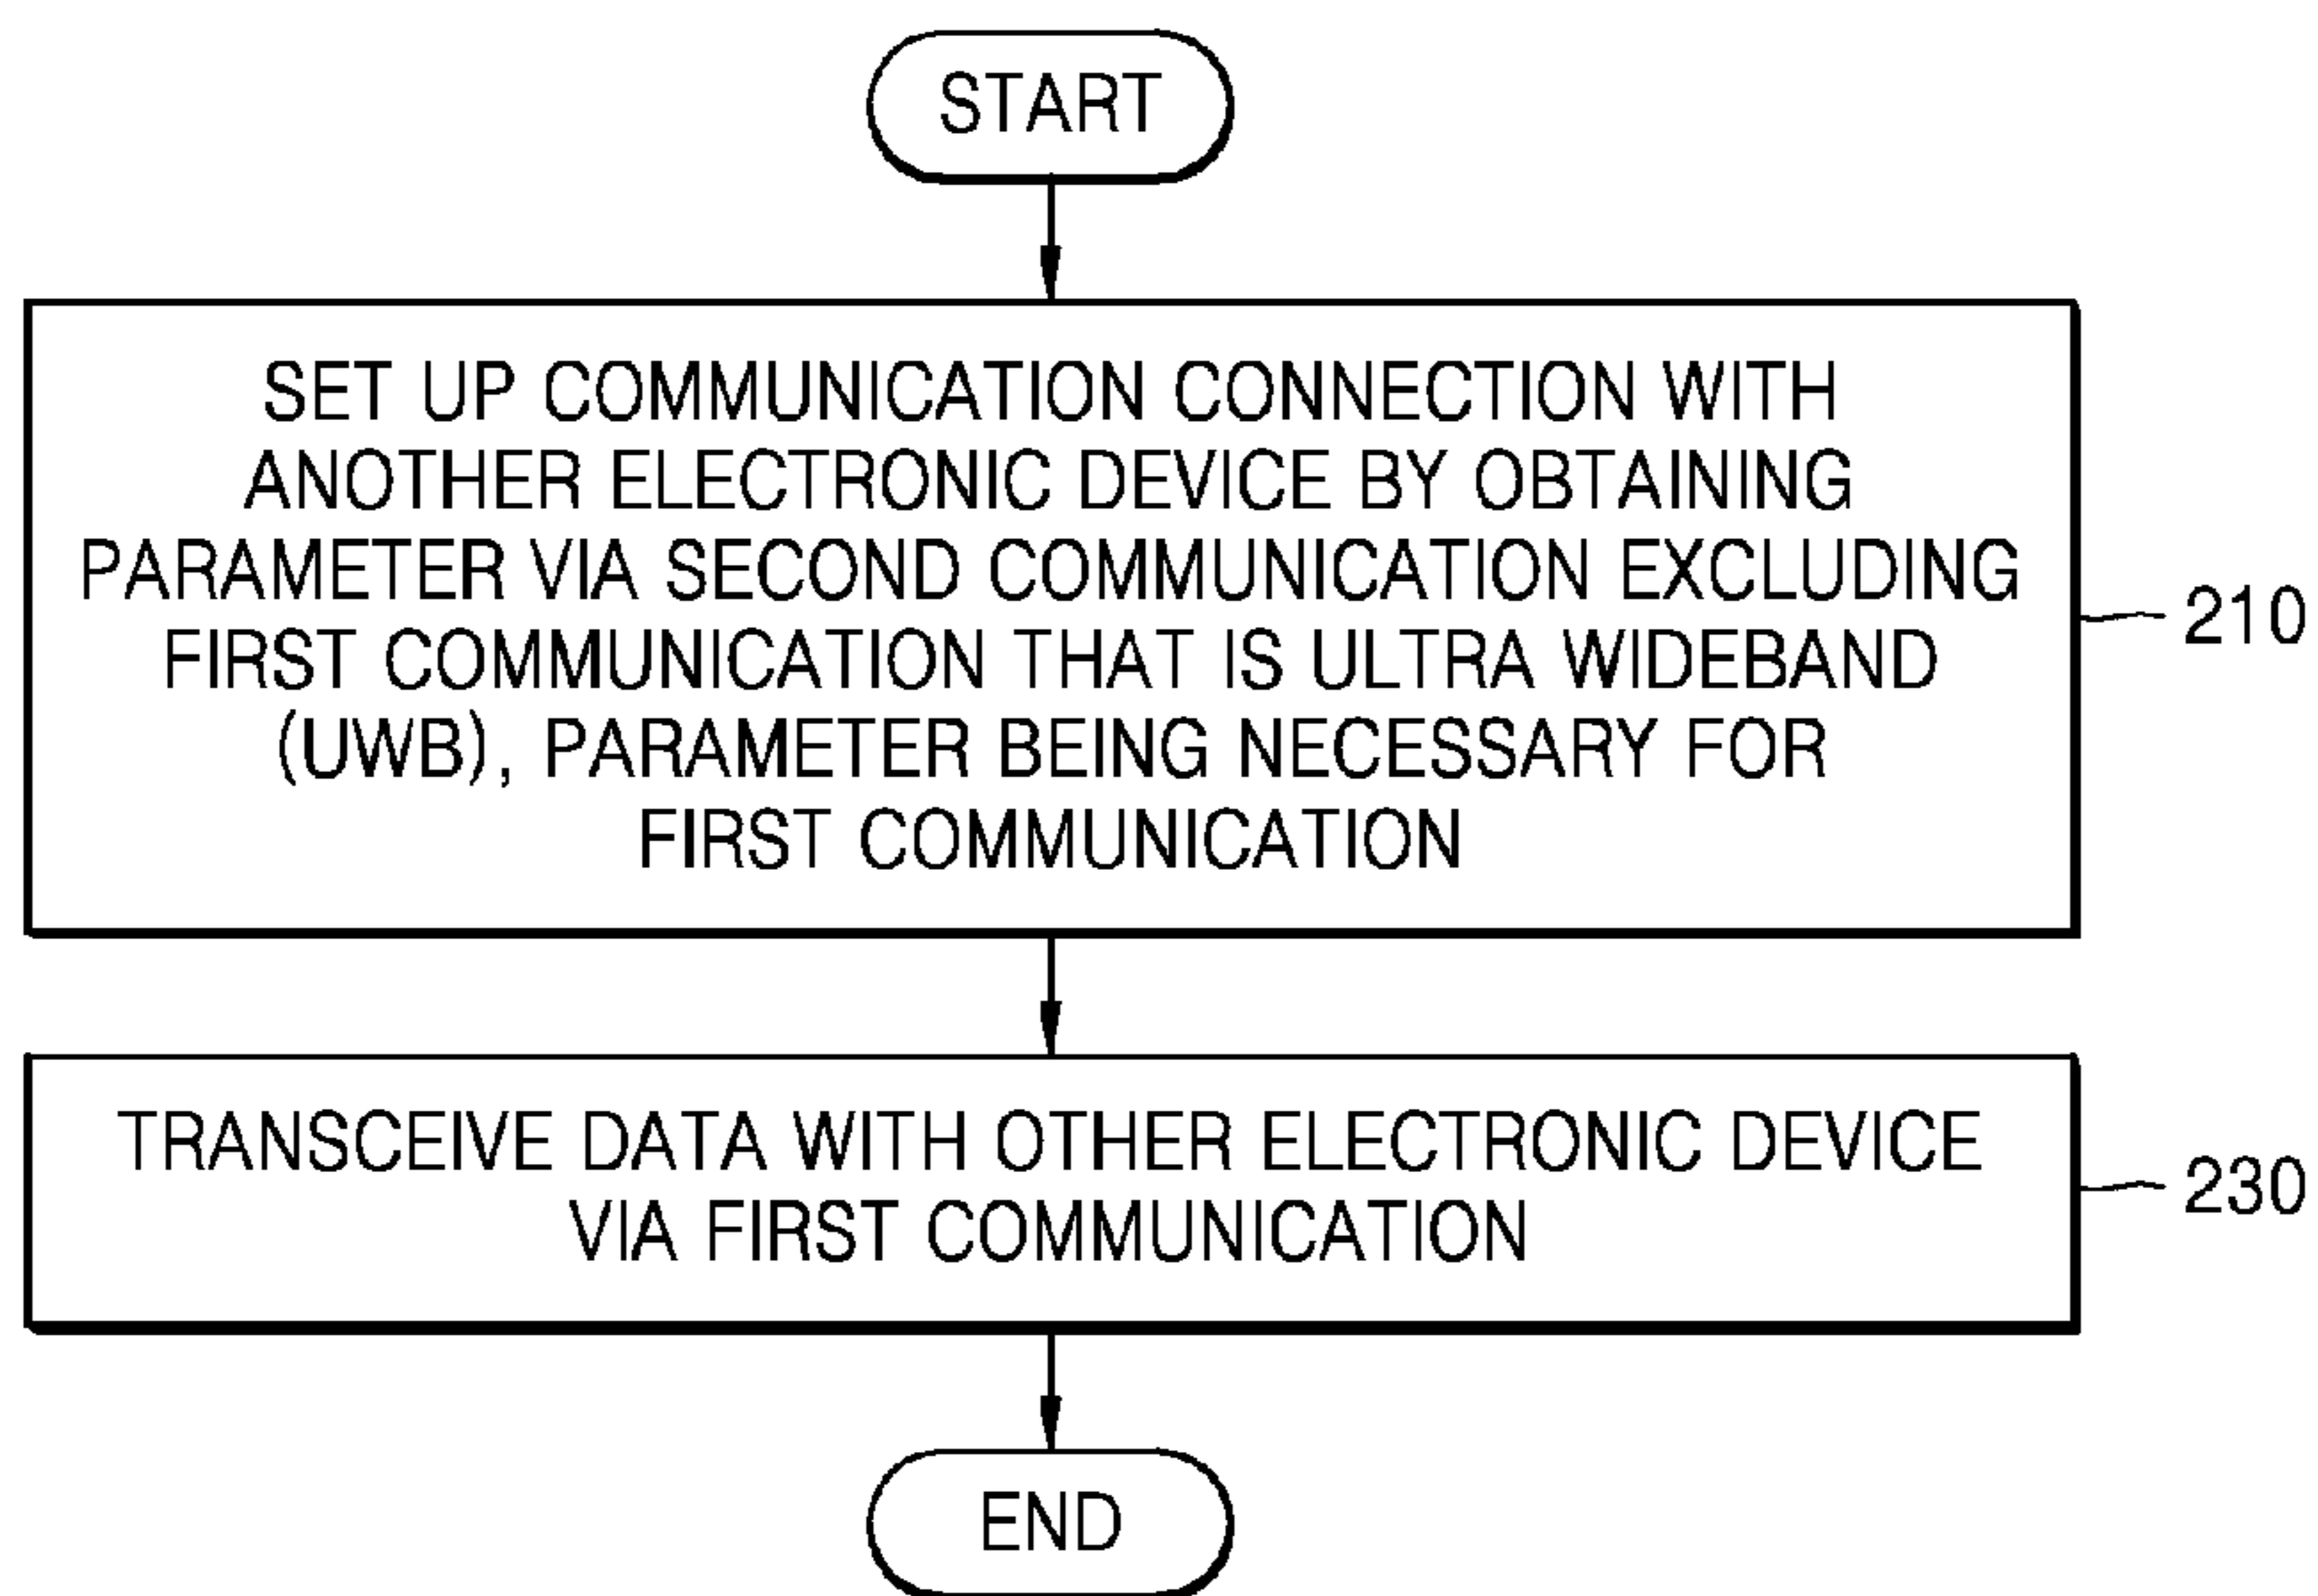 START
SET UP COMMUNICATION CONNECTION WITH
ANOTHER ELECTRONIC DEVICE BY OBTAINING
PARAMETER VIA SECOND COMMUNICATION EXCLUDING
FIRST COMMUNICATION THAT IS ULTRA WIDEBAND
(UWB), PARAMETER BEING NECESSARY FOR
FIRST COMMUNICATION
210
TRANSCEIVE DATA WITH OTHER ELECTRONIC DEVICE
VIA FIRST COMMUNICATION
230
END